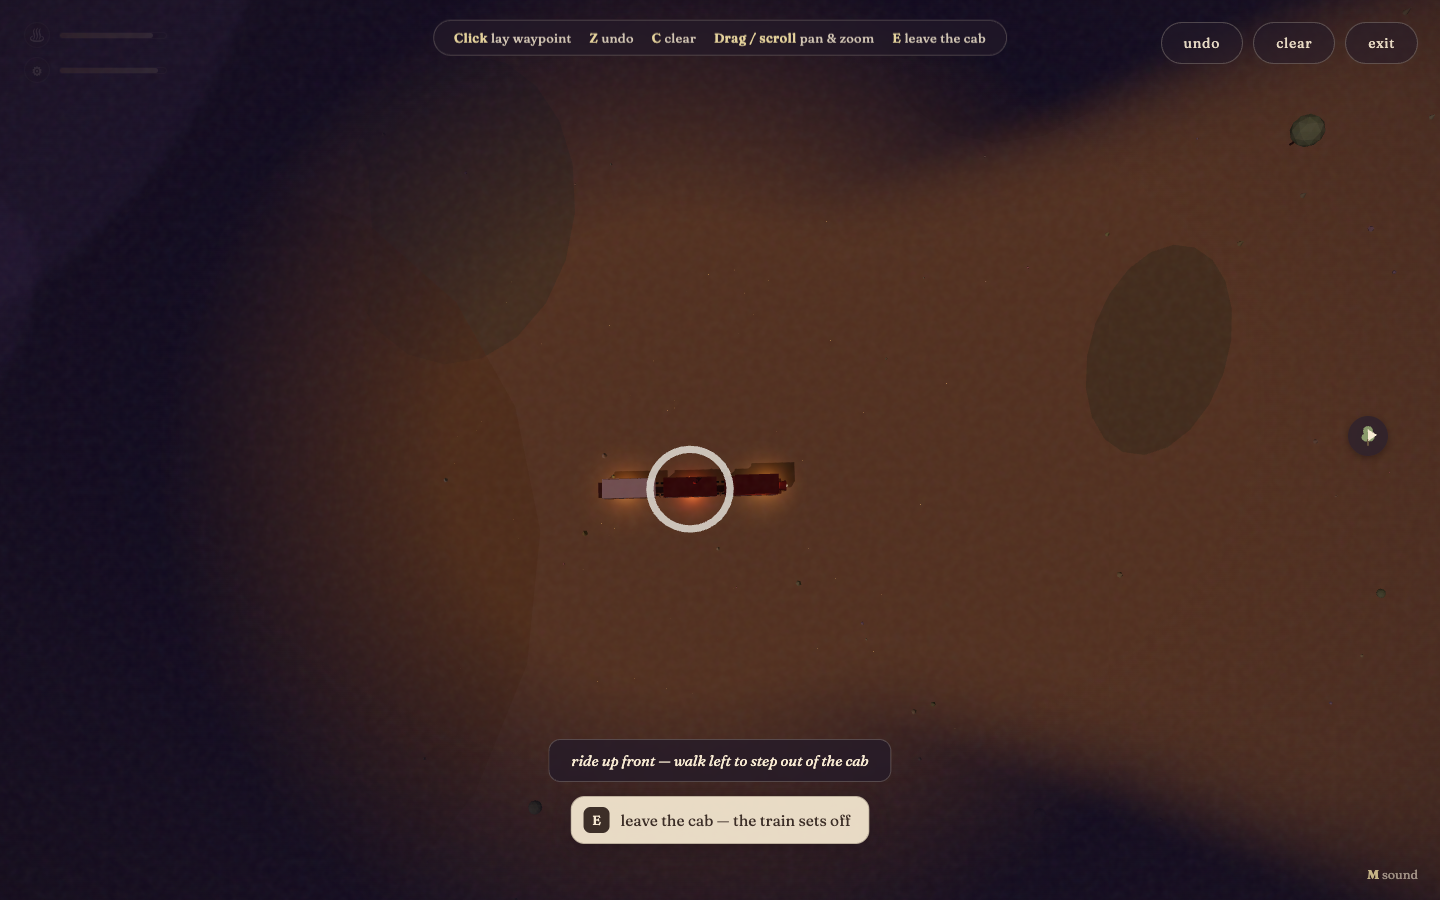 Click lay waypoint Z undo C clear Drag / scroll pan & zoom E leave the cab
undo clear exit
ride up front — walk left to step out of the cab
E leave the cab — the train sets off
M sound